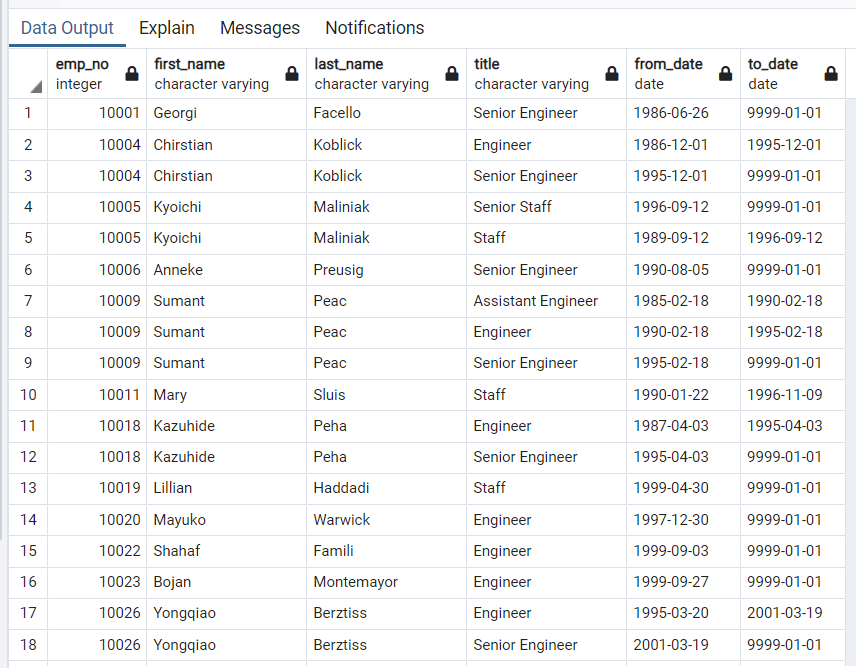 Data Output Explain Messages Notifications
emp_no first_name last_name title from_date to_date
integer character varying character varying character varying date date
1 10001 Georgi Facello Senior Engineer 1986-06-26 9999-01-01
2 10004 Chirstian Koblick Engineer 1986-12-01 1995-12-01
3 10004 Chirstian Koblick Senior Engineer 1995-12-01 9999-01-01
4 10005 Kyoichi Maliniak Senior Staff 1996-09-12 9999-01-01
5 10005 Kyoichi Maliniak Staff 1989-09-12 1996-09-12
6 10006 Anneke Preusig Senior Engineer 1990-08-05 9999-01-01
7 10009 Sumant Peac Assistant Engineer 1985-02-18 1990-02-18
8 10009 Sumant Peac Engineer 1990-02-18 1995-02-18
9 10009 Sumant Peac Senior Engineer 1995-02-18 9999-01-01
10 10011 Mary Sluis Staff 1990-01-22 1996-11-09
11 10018 Kazuhide Peha Engineer 1987-04-03 1995-04-03
12 10018 Kazuhide Peha Senior Engineer 1995-04-03 9999-01-01
13 10019 Lillian Haddadi Staff 1999-04-30 9999-01-01
14 10020 Mayuko Warwick Engineer 1997-12-30 9999-01-01
15 10022 Shahaf Famili Engineer 1999-09-03 9999-01-01
16 10023 Bojan Montemayor Engineer 1999-09-27 9999-01-01
17 10026 Yongqiao Berztiss Engineer 1995-03-20 2001-03-19
18 10026 Yongqiao Berztiss Senior Engineer 2001-03-19 9999-01-01